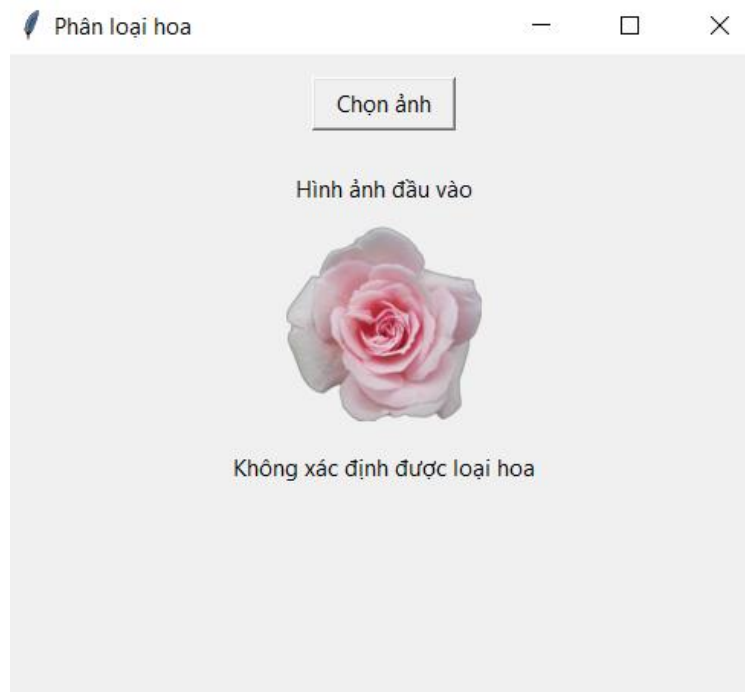 Phân loại hoa
Chọn ảnh
Hình ảnh đầu vào
Không xác định được loại hoa